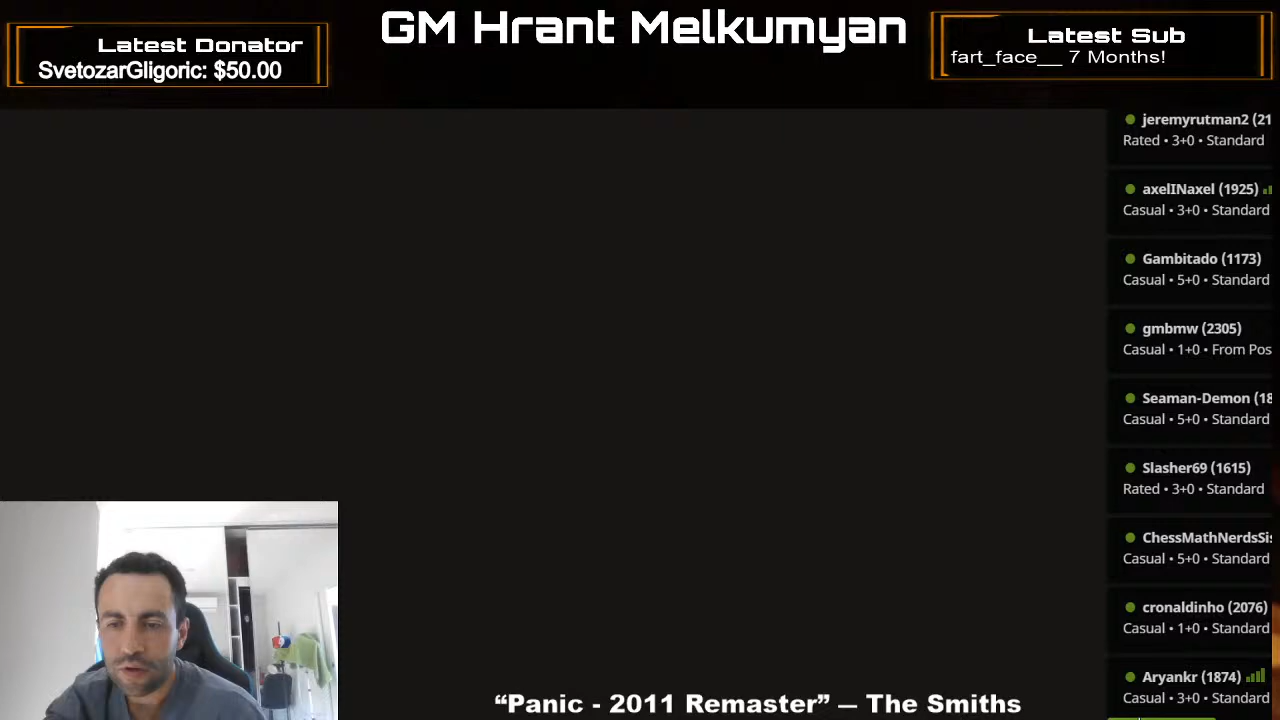 GM Hrant Melkumyan
Latest Donator
SvetozarGligoric: $50.00
Latest Sub
fart_face__ 7 Months!
jeremyrutman2 (21
Rated • 3+0 • Standard
axelINaxel (1925)
Casual • 3+0 • Standard
Gambitado (1173)
Casual • 5+0 • Standard
gmbmw (2305)
Casual • 1+0 • From Pos
Seaman-Demon (18
Casual • 5+0 • Standard
Slasher69 (1615)
Rated • 3+0 • Standard
ChessMathNerdsSis
Casual • 5+0 • Standard
cronaldinho (2076)
Casual • 1+0 • Standard
Aryankr (1874)
Casual • 3+0 • Standard
“Panic - 2011 Remaster” — The Smiths